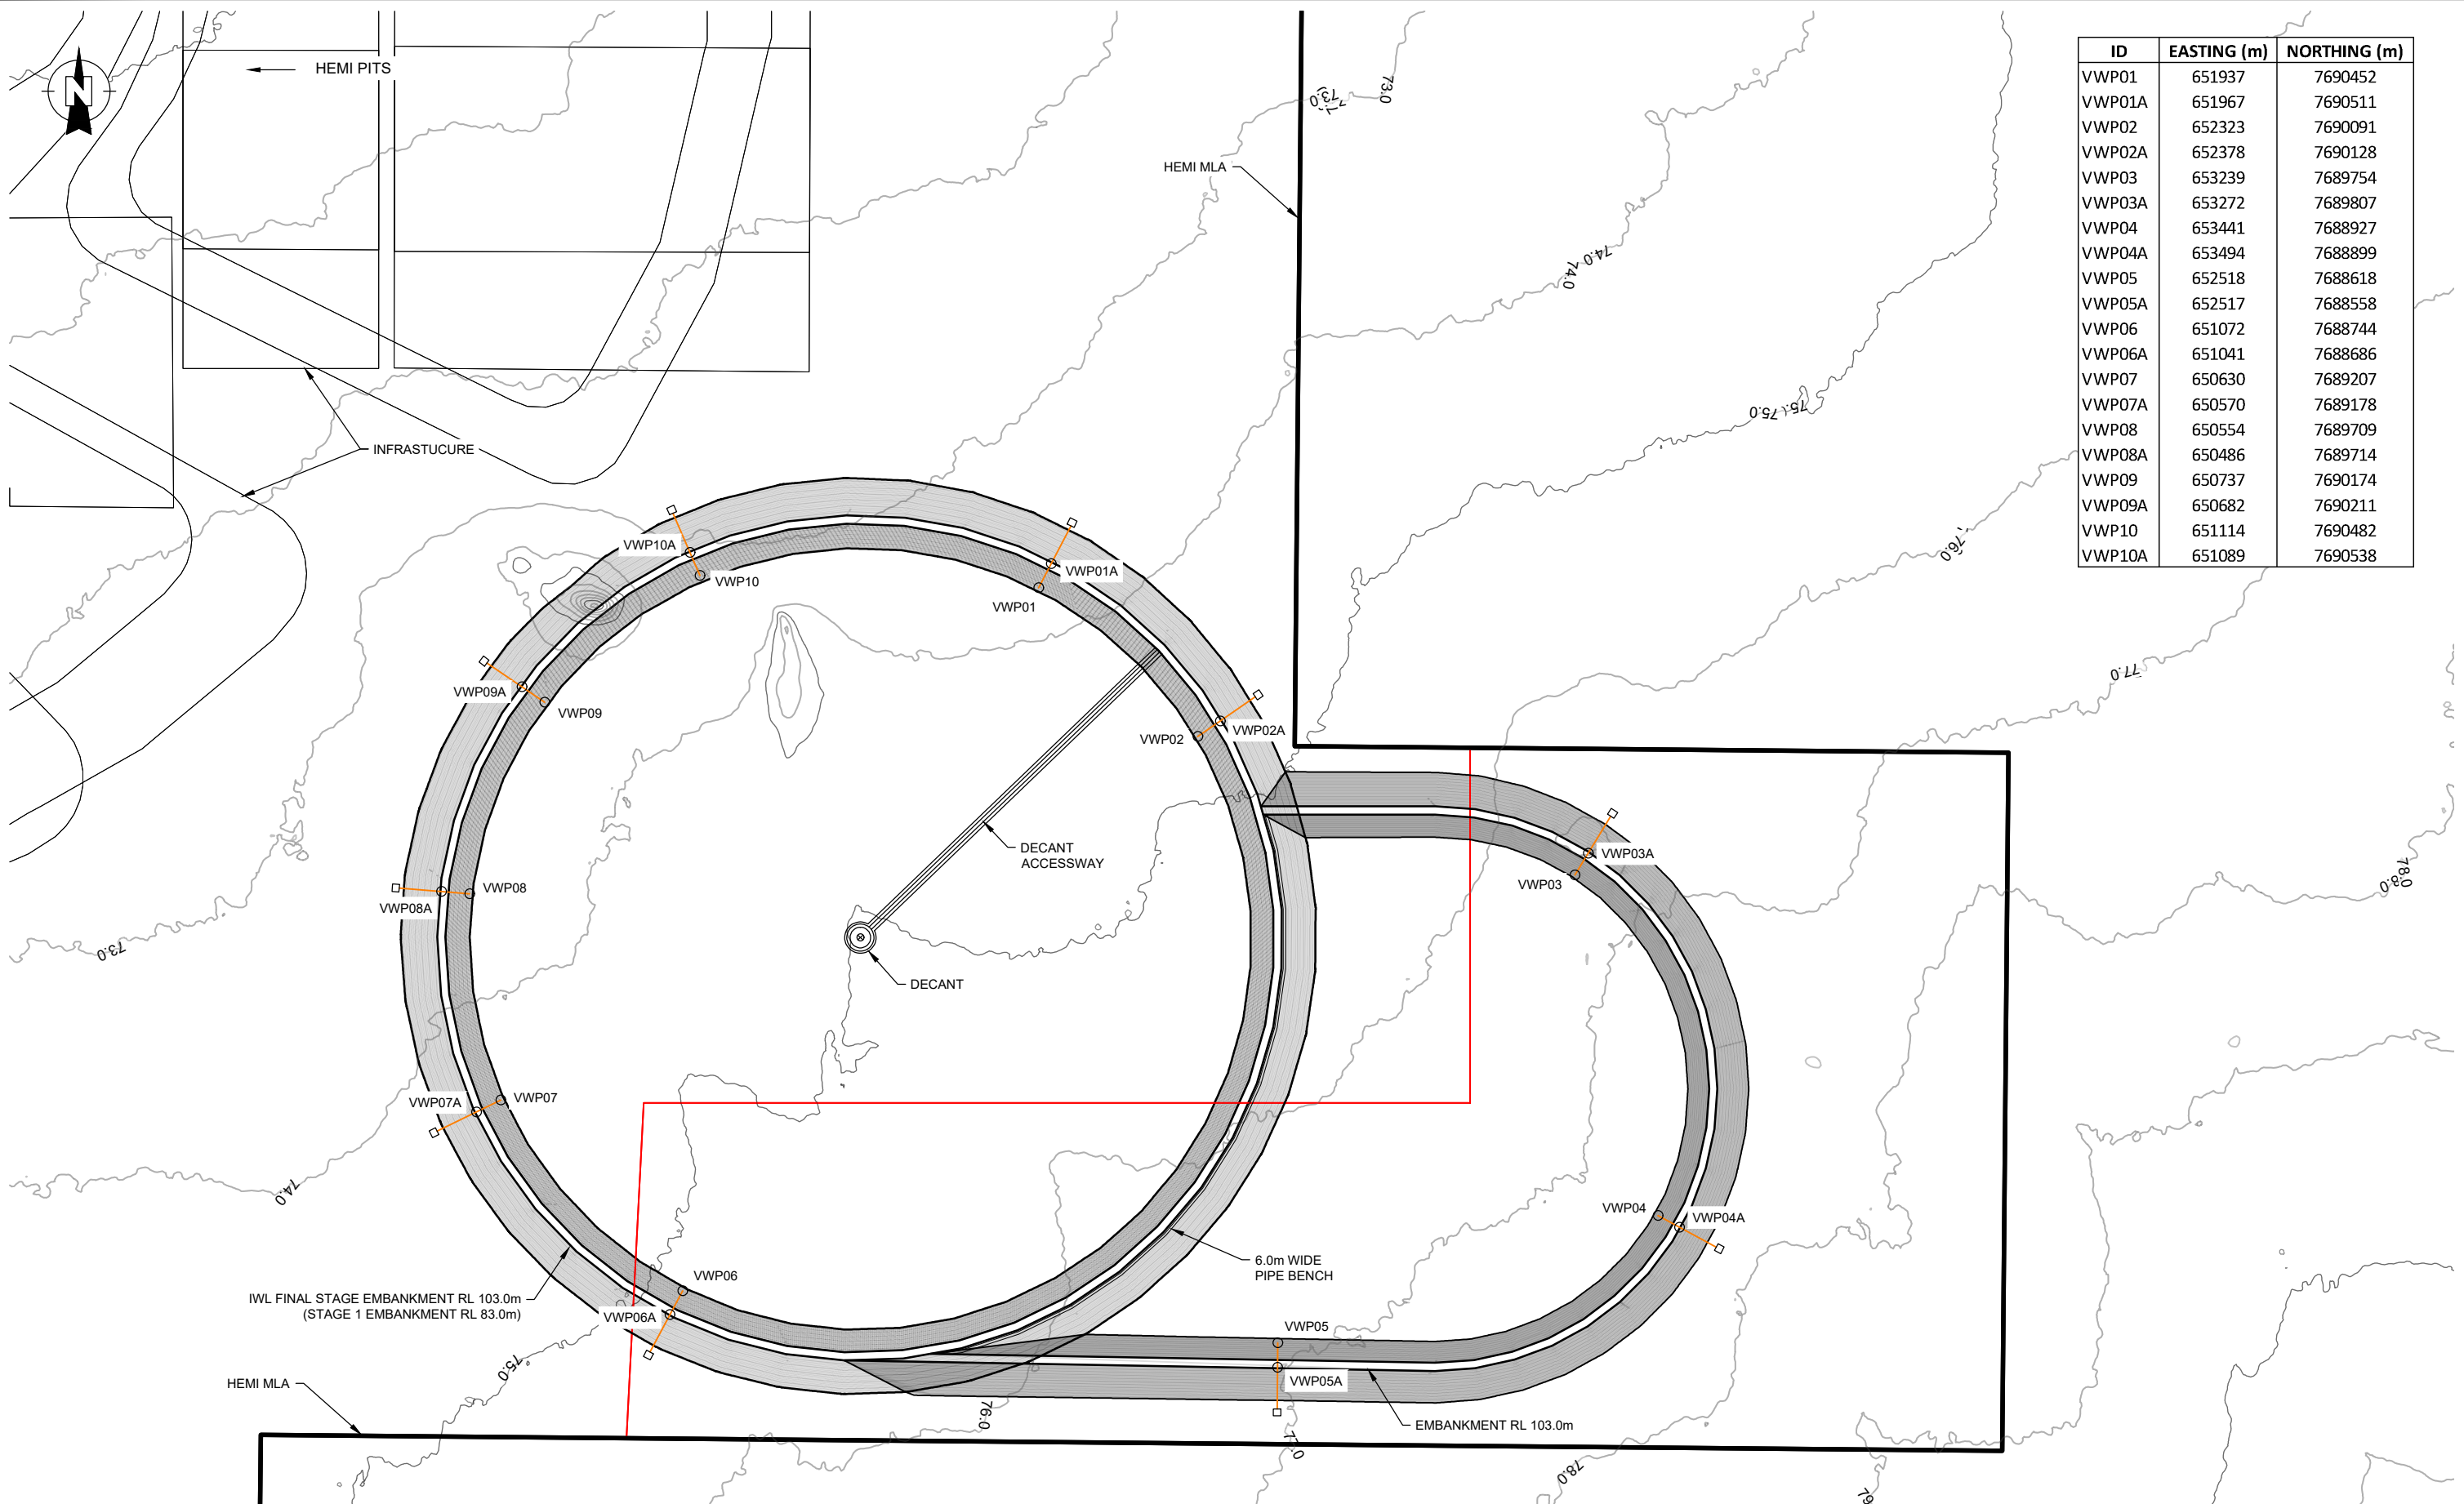 ID EASTING (m) NORTHING (m)
VWP01 651937 7690452
VWP01A 651967 7690511
VWP02 652323 7690091
VWP02A 652378 7690128
VWP03 653239 7689754
VWP03A 653272 7689807
VWP04 653441 7688927
VWP04A 653494 7688899
VWP05 652518 7688618
VWP05A 652517 7688558
VWP06 651072 7688744
VWP06A 651041 7688686
VWP07 650630 7689207
VWP07A 650570 7689178
VWP08 650554 7689709
VWP08A 650486 7689714
VWP09 650737 7690174
VWP09A 650682 7690211
VWP10 651114 7690482
VWP10A 651089 7690538
N
HEMI PITS
73.0
73.0
HEMI MLA
74.0
74.0
75.0
INFRASTUCURE
76.0
VWP10A
VWP10
VWP01A
VWP01
77.0
VWP09A
VWP09
VWP02A
VWP02
DECANT
ACCESSWAY
VWP03A
VWP03
78.0
78.0
VWP08
VWP08A
73.0
DECANT
VWP07A
VWP07
74.0
VWP04
VWP04A
6.0m WIDE
PIPE BENCH
VWP06
IWL FINAL STAGE EMBANKMENT RL 103.0m
(STAGE 1 EMBANKMENT RL 83.0m)
VWP06A
VWP05
75.0
VWP05A
HEMI MLA
76.0
EMBANKMENT RL 103.0m
77.0
78.0